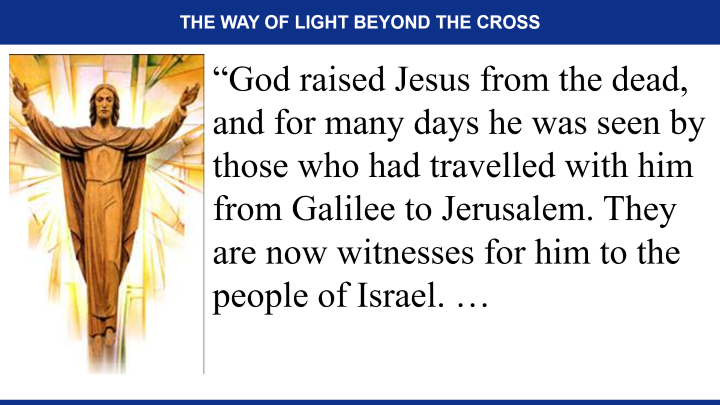 THE WAY OF LIGHT BEYOND THE CROSS
“God raised Jesus from the dead,
and for many days he was seen by
those who had travelled with him
from Galilee to Jerusalem. They
are now witnesses for him to the
people of Israel. …